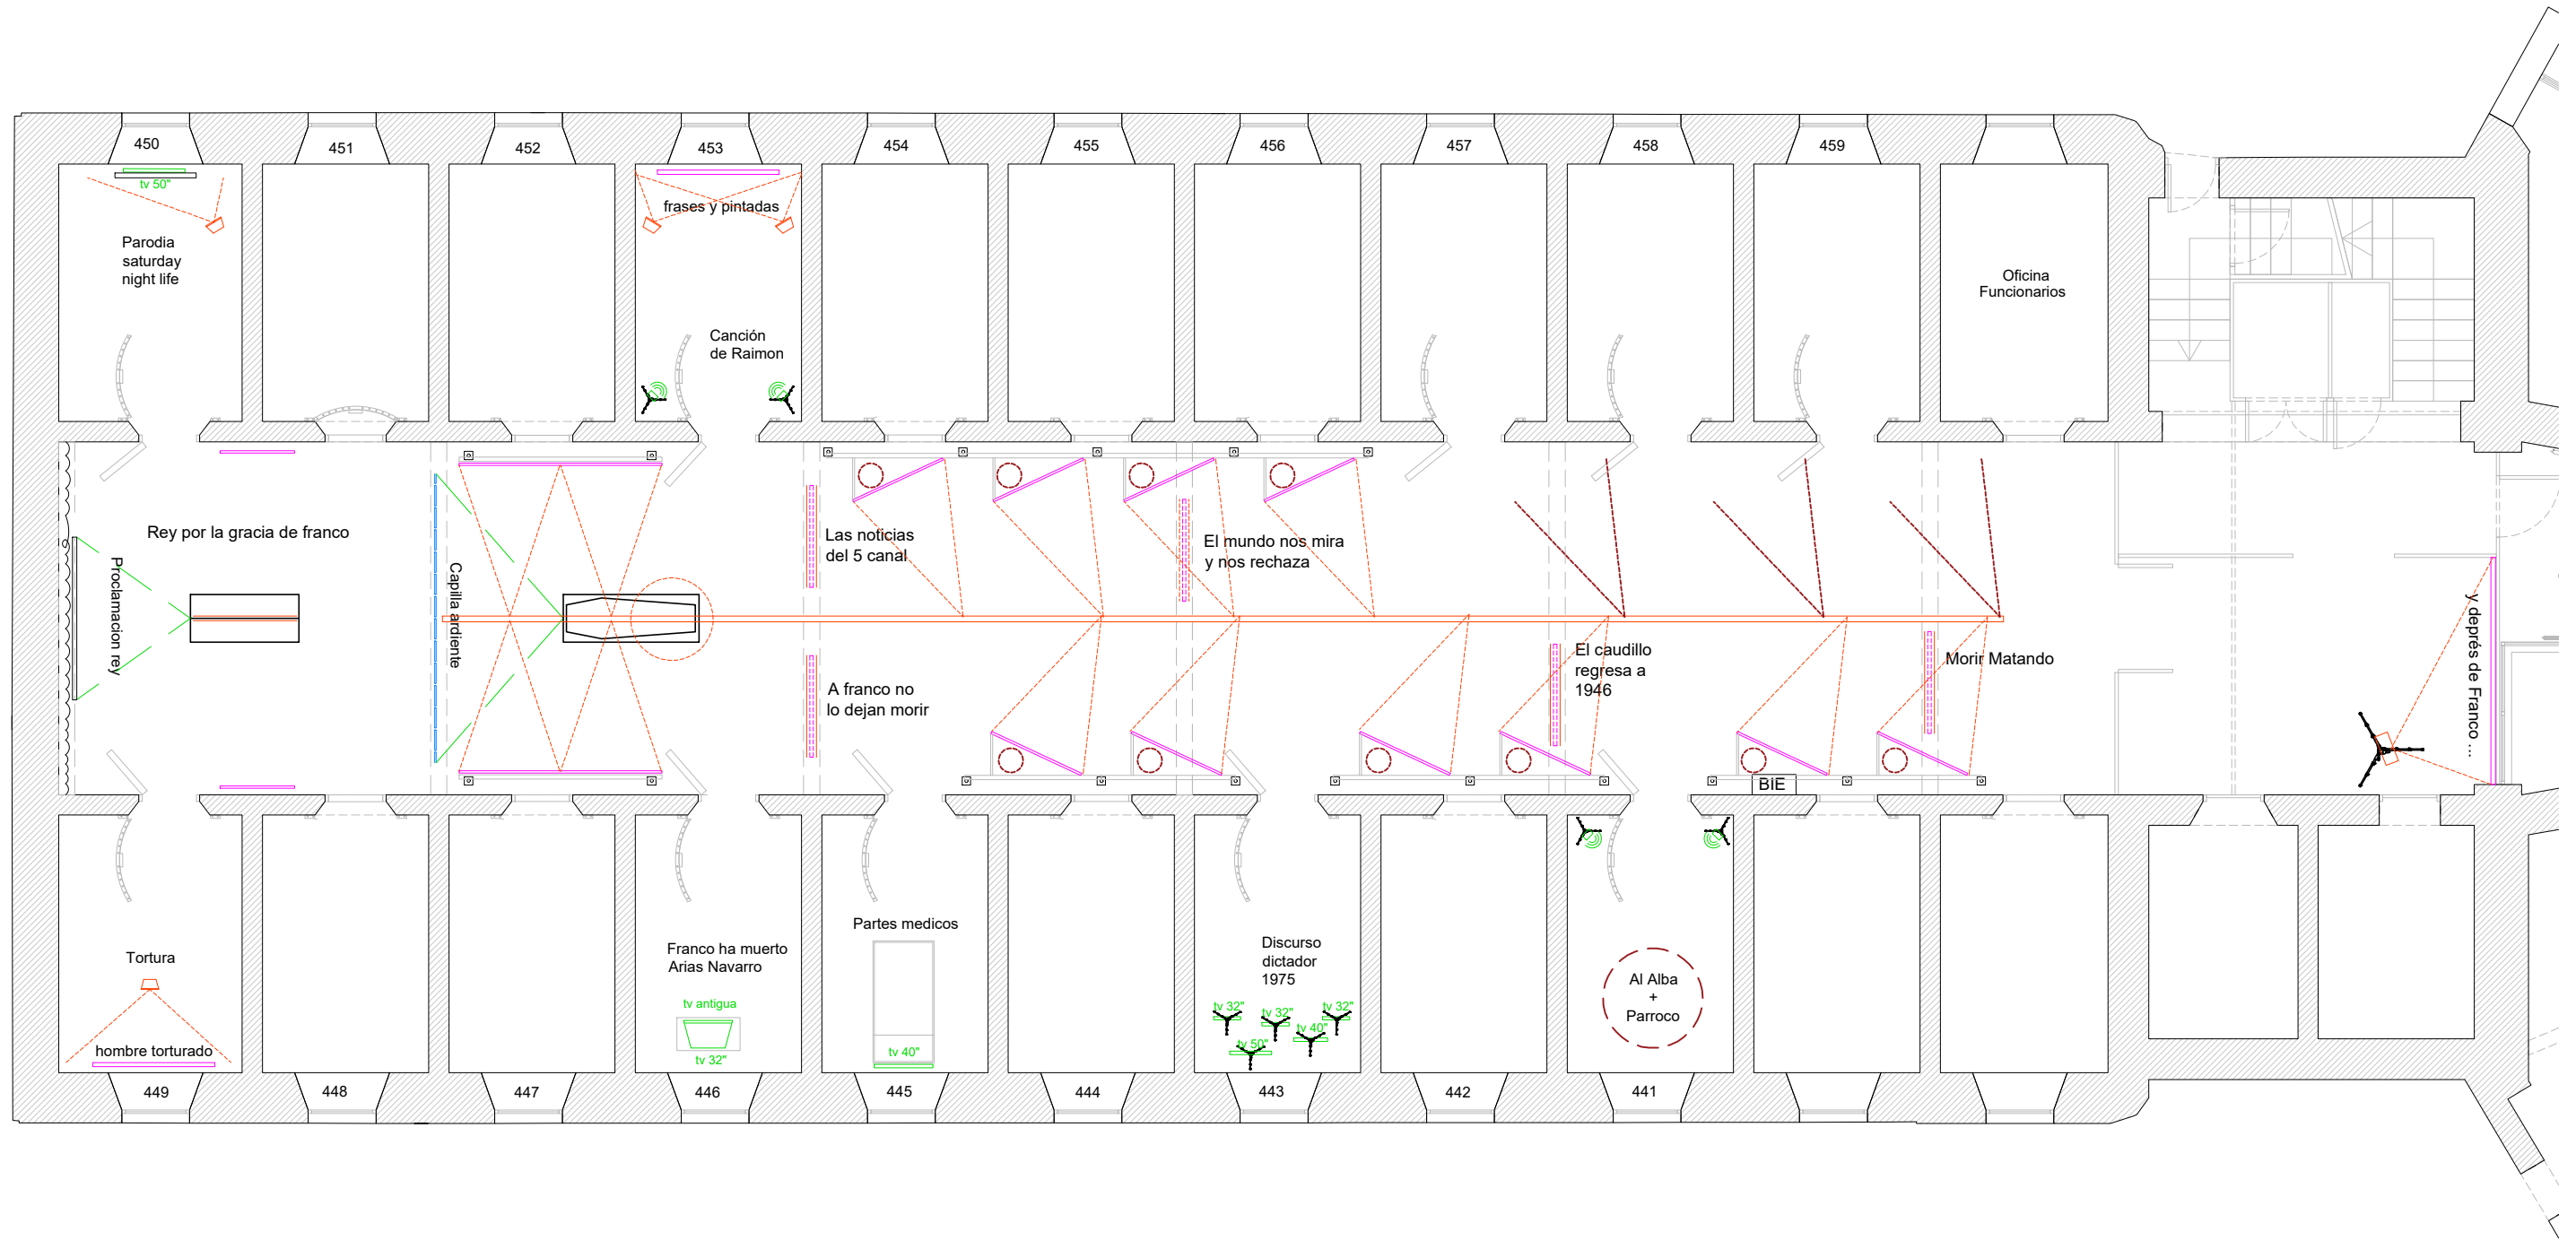 450
451
452
453
454
455
456
457
458
459
tv 50"
frases y pintadas
Parodia
saturday
night life
Canción
de Raimon
Oficina
Funcionarios
Rey por la gracia de franco
Proclamacion rey
Capilla ardiente
Las noticias
del 5 canal
El mundo nos mira
y nos rechaza
A franco no
lo dejan morir
El caudillo
regresa a
1946
Morir Matando
y deprés de Franco ...
BIE
Tortura
hombre torturado
Franco ha muerto
Arias Navarro
tv antigua
tv 32"
Partes medicos
tv 40"
Discurso
dictador
1975
tv 32"
tv 32"
tv 32"
tv 40"
tv 50"
Al Alba
+
Parroco
449
448
447
446
445
444
443
442
441